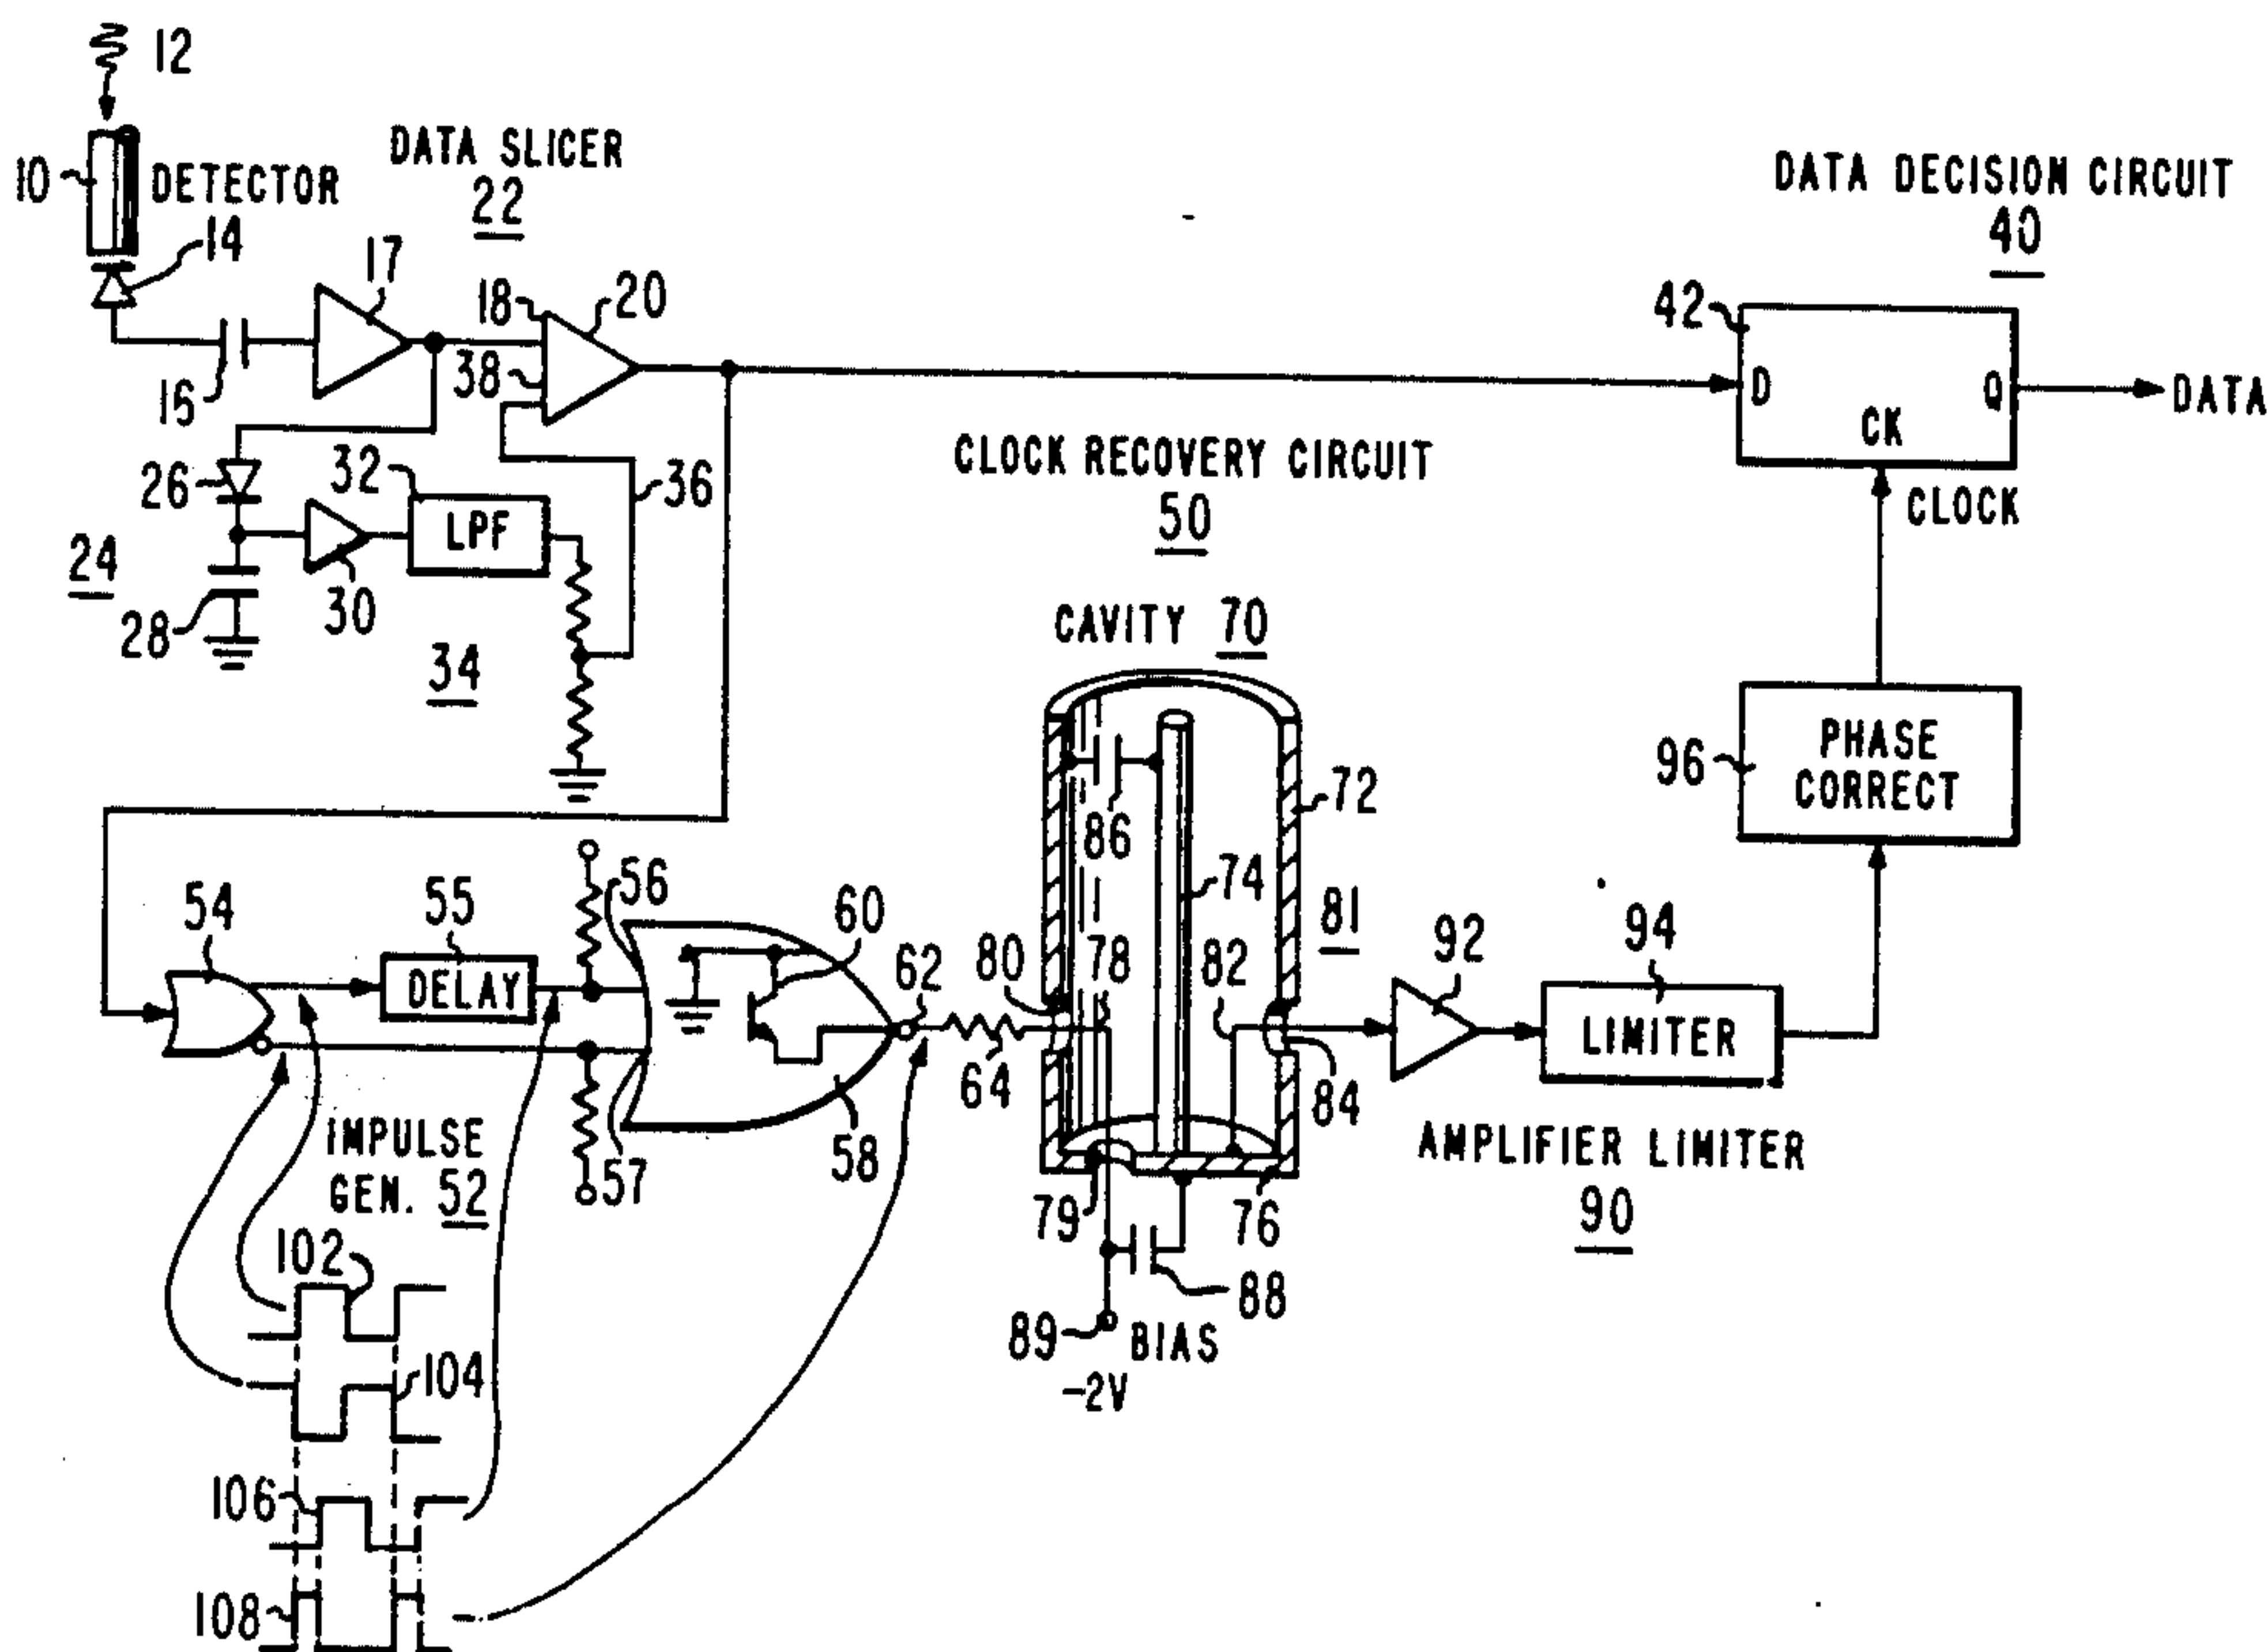 12
DATA SLICER
22
10
DETECTOR
14
17
18
20
38
16
DATA DECISION CIRCUIT
40
42
D
Q
CK
DATA
CLOCK
26
32
LPF
36
24
28
30
34
CLOCK RECOVERY CIRCUIT
50
CAVITY 70
86
72
74
96
PHASE
CORRECT
54
55
DELAY
56
60
62
64
80
78
82
81
84
92
94
LIMITER
AMPLIFIER LIMITER
90
IMPULSE
GEN. 52
57
58
79
76
88
89
BIAS
-2V
102
104
106
108